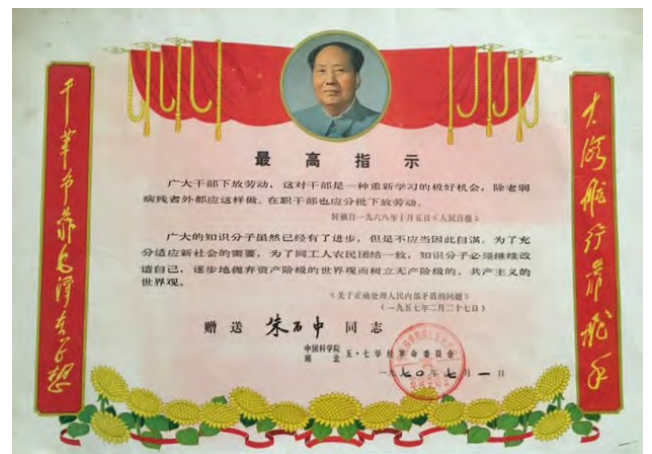 最高指示
广大干部下放劳动，这对干部是一种重新学习的极好机会，除老弱
病残者外都应这样做。在职干部也应分批下放劳动。
转摘自一九六八年十月五日《人民日报》
广大的知识分子虽然已经有了进步，但是不应当因此自满。为了充
分适应新社会的需要，为了同工人农民团结一致，知识分子必须继续改
造自己，逐步地抛弃资产阶级的世界观而树立无产阶级的、共产主义的
世界观。
《关于正确处理人民内部矛盾的问题》
（一九五七年二月二十七日）
赠送 朱万中 同志
中国科学院
湖北 五·七学校革命委员会
一九七〇年七月一日
干革命靠毛泽东思想
大海航行靠舵手